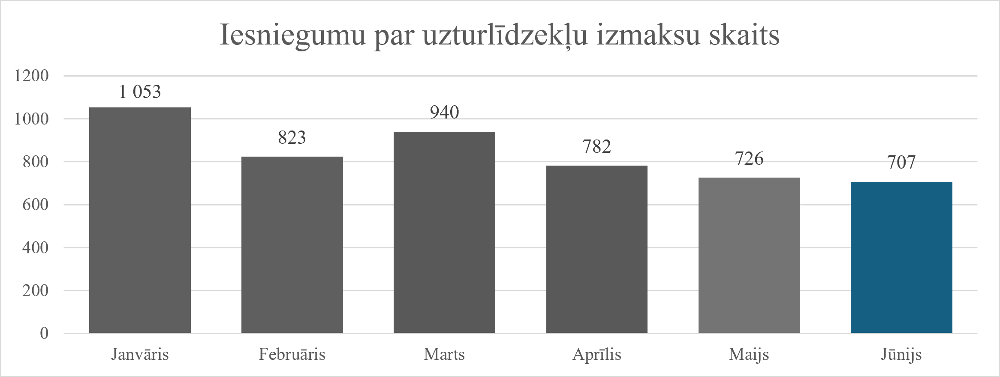 Iesniegumu par uzturlīdzekļu izmaksu skaits
1200
1000
800
600
400
200
0
1 053
823
940
782
726
707
Janvāris
Februāris
Marts
Aprīlis
Maijs
Jūnijs